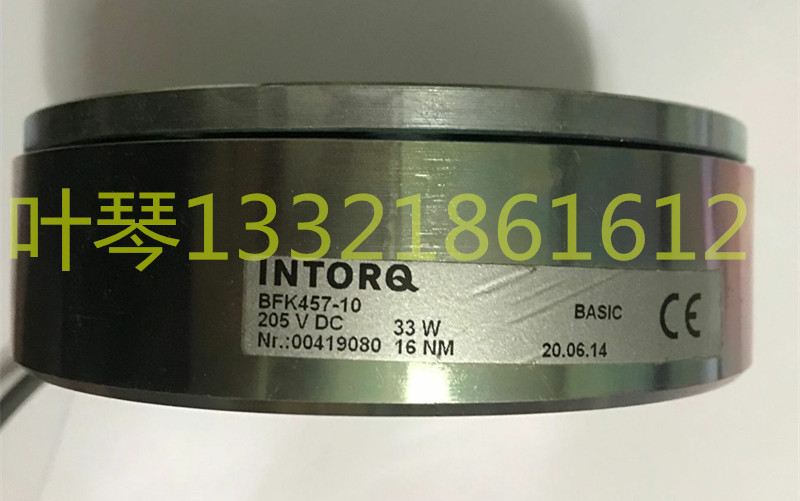 叶琴13321861612
INTORQ
BFK457-10
205 V DC 33 W BASIC CE
Nr.:00419080 16 NM 20.06.14